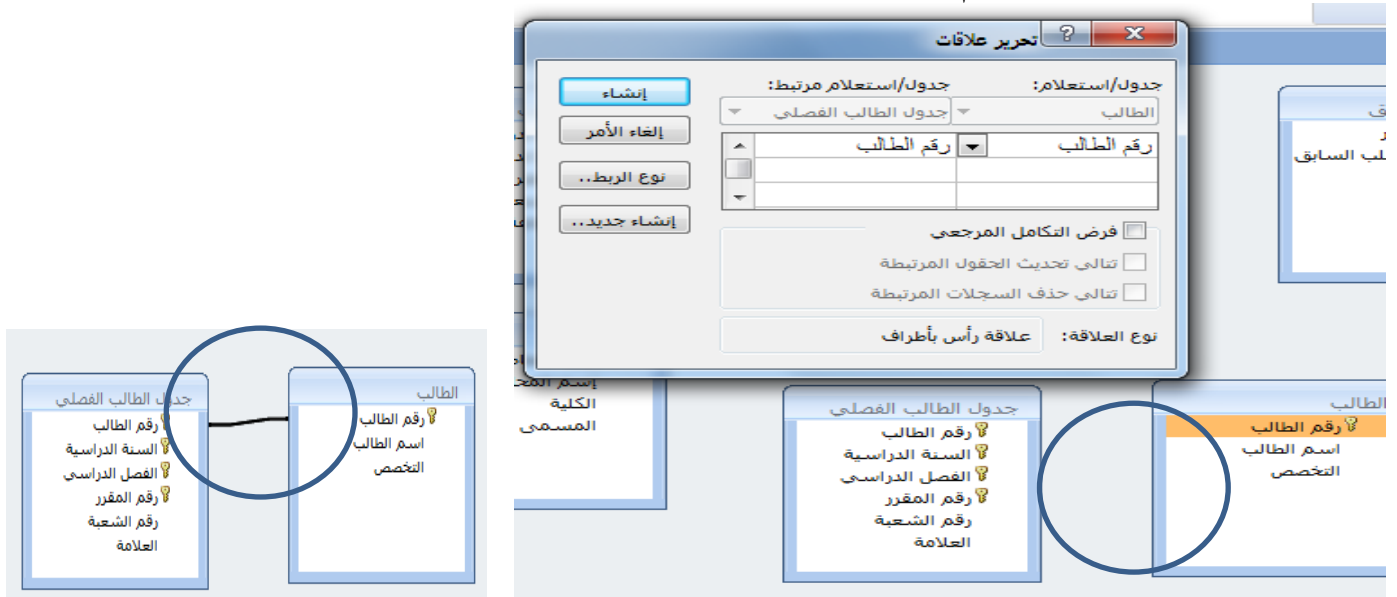 تحرير علاقات
جدول/استعلام: جدول/استعلام مرتبط:
الطالب جدول الطالب الفصلي
رقم الطالب رقم الطالب
إنشاء
إلغاء الأمر
نوع الربط..
إنشاء جديد..
فرض التكامل المرجعي
تتالي تحديث الحقول المرتبطة
تتالي حذف السجلات المرتبطة
نوع العلاقة: علاقة رأس بأطراف
السابق
الكلية
المسمى
الطالب
رقم الطالب
اسم الطالب
التخصص
جدول الطالب الفصلي
رقم الطالب
السنة الدراسية
الفصل الدراسي
رقم المقرر
رقم الشعبة
العلامة
الطالب
رقم الطالب
اسم الطالب
التخصص
جدول الطالب الفصلي
رقم الطالب
السنة الدراسية
الفصل الدراسي
رقم المقرر
رقم الشعبة
العلامة